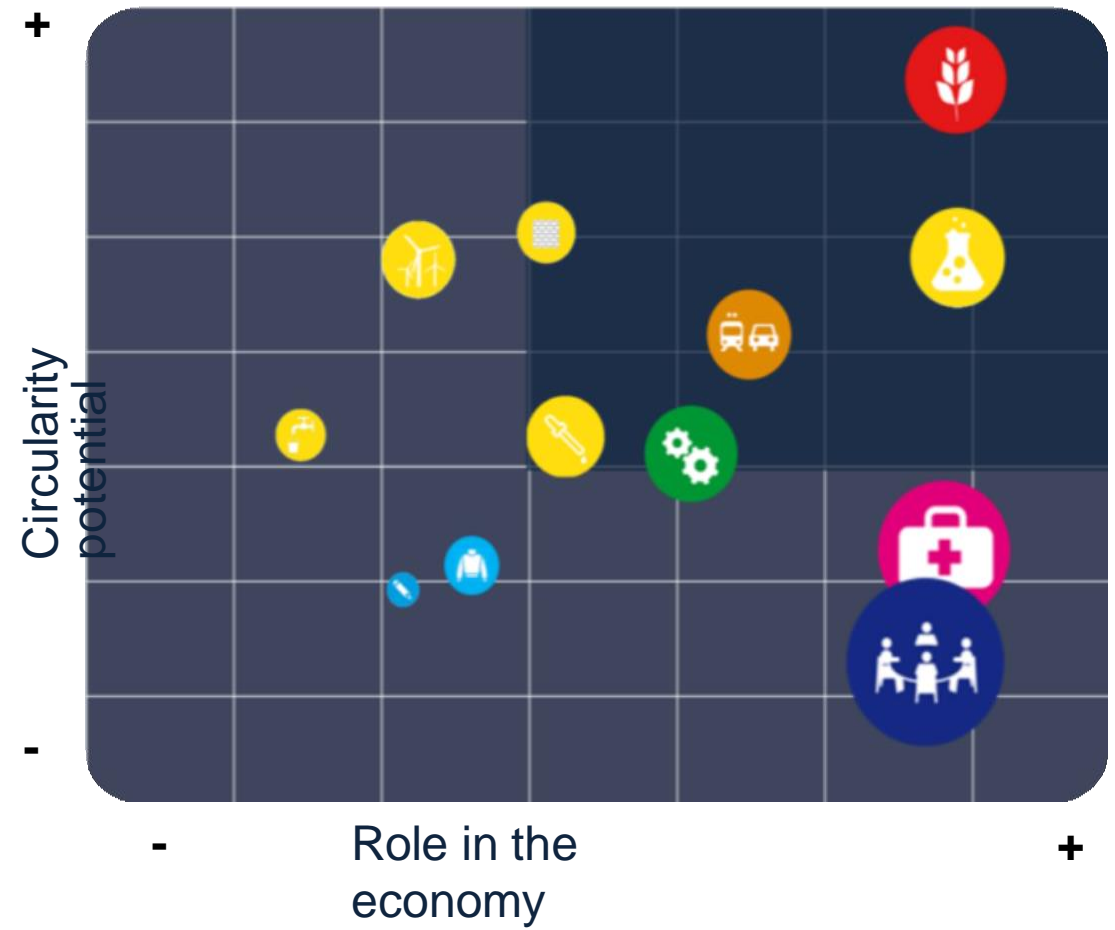 +
Circularity
potential
-
-
Role in the
economy
+